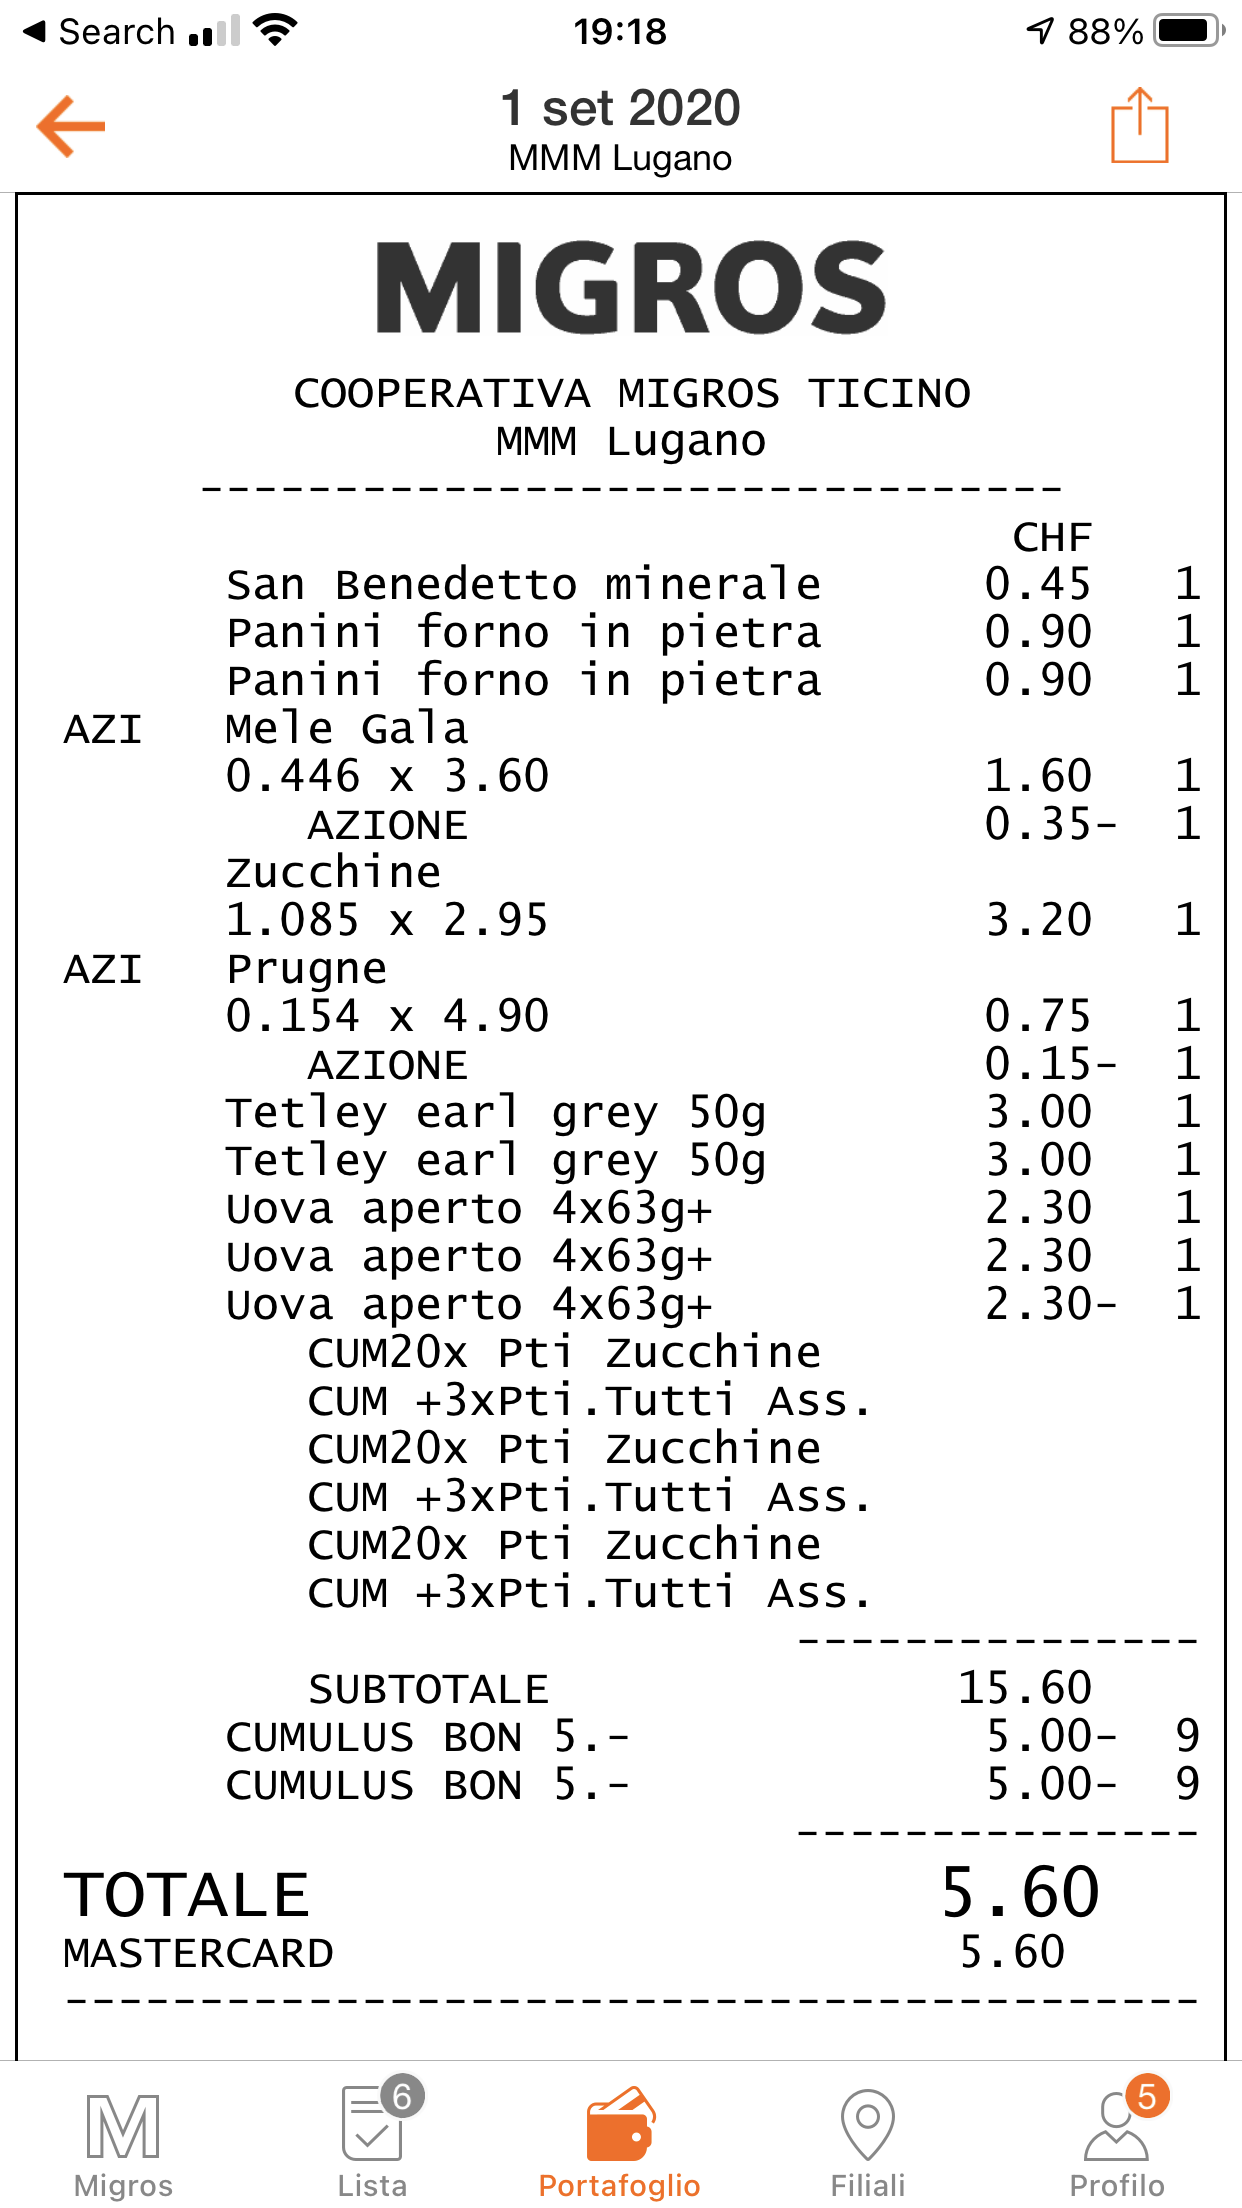 Search
19:18
88%
1 set 2020
MMM Lugano
MIGROS
COOPERATIVA MIGROS TICINO
MMM Lugano
--------------------------------
CHF
San Benedetto minerale 0.45 1
Panini forno in pietra 0.90 1
Panini forno in pietra 0.90 1
AZI Mele Gala
0.446 x 3.60 1.60 1
AZIONE 0.35- 1
Zucchine
1.085 x 2.95 3.20 1
AZI Prugne
0.154 x 4.90 0.75 1
AZIONE 0.15- 1
Tetley earl grey 50g 3.00 1
Tetley earl grey 50g 3.00 1
Uova aperto 4x63g+ 2.30 1
Uova aperto 4x63g+ 2.30 1
Uova aperto 4x63g+ 2.30- 1
CUM20x Pti Zucchine
CUM +3xPti.Tutti Ass.
CUM20x Pti Zucchine
CUM +3xPti.Tutti Ass.
CUM20x Pti Zucchine
CUM +3xPti.Tutti Ass.
---------------
SUBTOTALE 15.60
CUMULUS BON 5.- 5.00- 9
CUMULUS BON 5.- 5.00- 9
---------------
TOTALE 5.60
MASTERCARD 5.60
------------------------------------------
6
5
Migros Lista Portafoglio Filiali Profilo